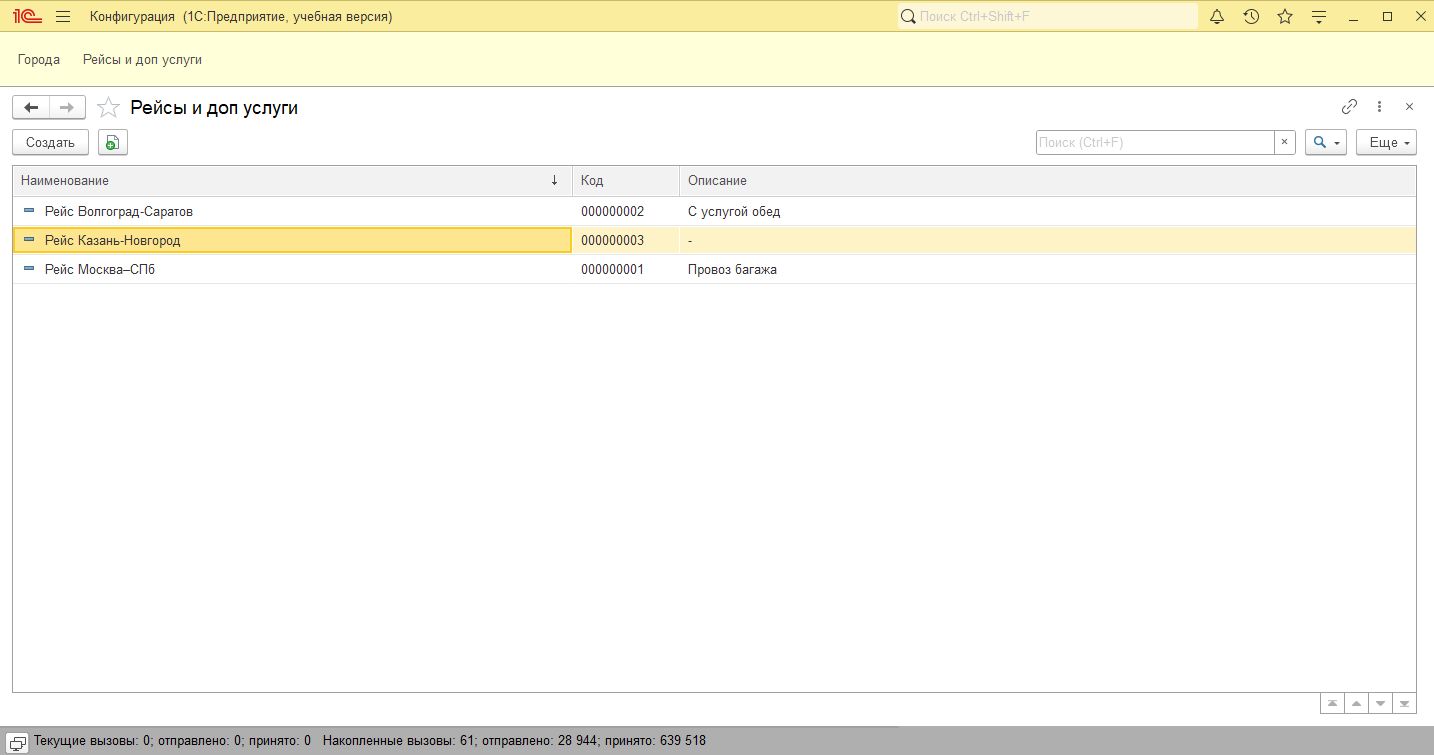 1С Конфигурация (1С:Предприятие, учебная версия) Поиск Ctrl+Shift+F
Города Рейсы и доп услуги
Рейсы и доп услуги
Создать Поиск (Ctrl+F) × Еще
Наименование ↓ Код Описание
Рейс Волгоград-Саратов 000000002 С услугой обед
Рейс Казань-Новгород 000000003 -
Рейс Москва–СПб 000000001 Провоз багажа
Текущие вызовы: 0; отправлено: 0; принято: 0 Накопленные вызовы: 61; отправлено: 28 944; принято: 639 518